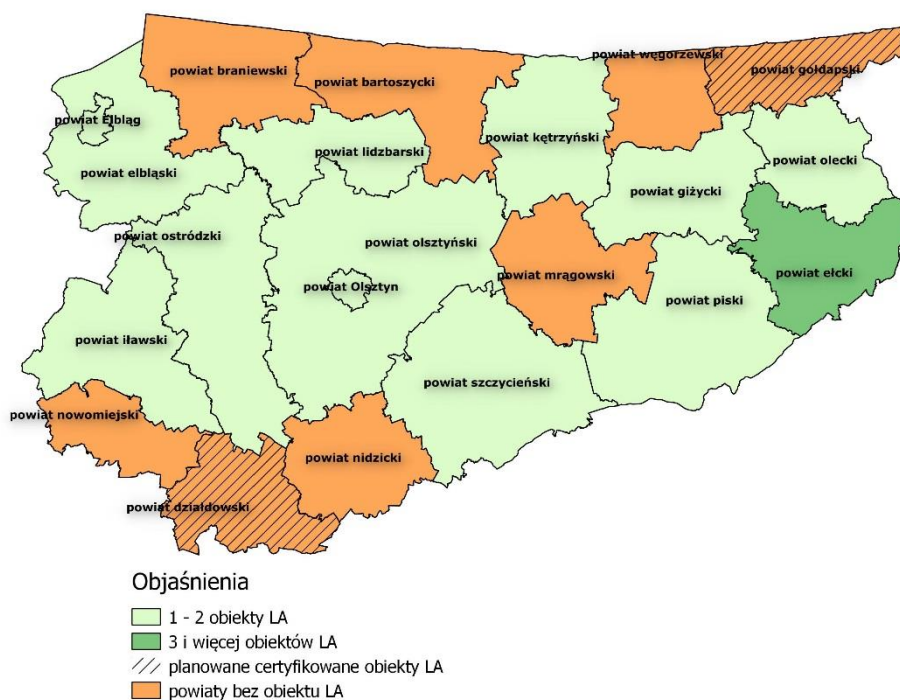 powiat węgorzewski
powiat braniewski
powiat bartoszycki
powiat gołdapski
powiat Elbląg
powiat kętrzyński
powiat lidzbarski
powiat olecki
powiat elbląski
powiat giżycki
powiat ostródzki
powiat olsztyński
powiat mrągowski
powiat ełcki
powiat Olsztyn
powiat piski
powiat iławski
powiat szczycieński
powiat nowomiejski
powiat nidzicki
powiat działdowski
Objaśnienia
1 - 2 obiekty LA
3 i więcej obiektów LA
planowane certyfikowane obiekty LA
powiaty bez obiektu LA